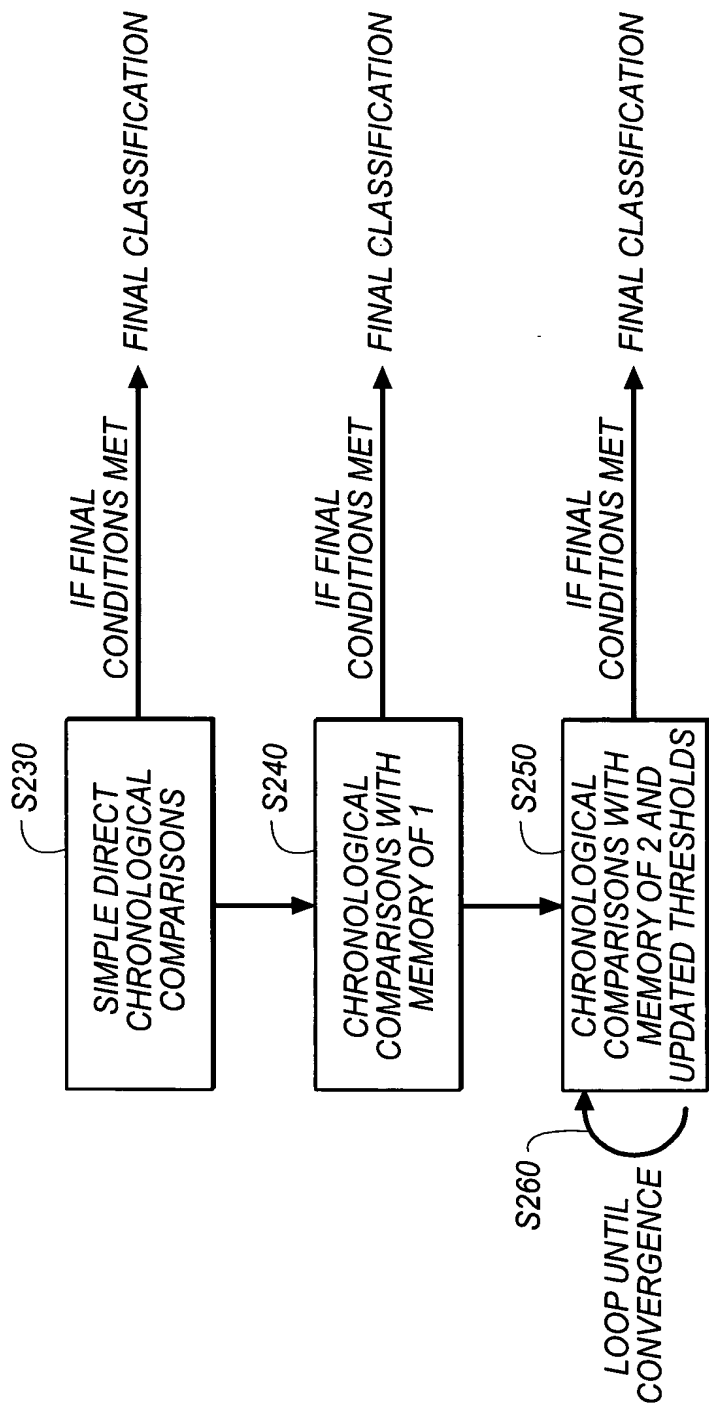 S230
SIMPLE DIRECT
CHRONOLOGICAL
COMPARISONS
IF FINAL
CONDITIONS MET
FINAL CLASSIFICATION
S240
CHRONOLOGICAL
COMPARISONS WITH
MEMORY OF 1
IF FINAL
CONDITIONS MET
FINAL CLASSIFICATION
S260
LOOP UNTIL
CONVERGENCE
S250
CHRONOLOGICAL
COMPARISONS WITH
MEMORY OF 2 AND
UPDATED THRESHOLDS
IF FINAL
CONDITIONS MET
FINAL CLASSIFICATION